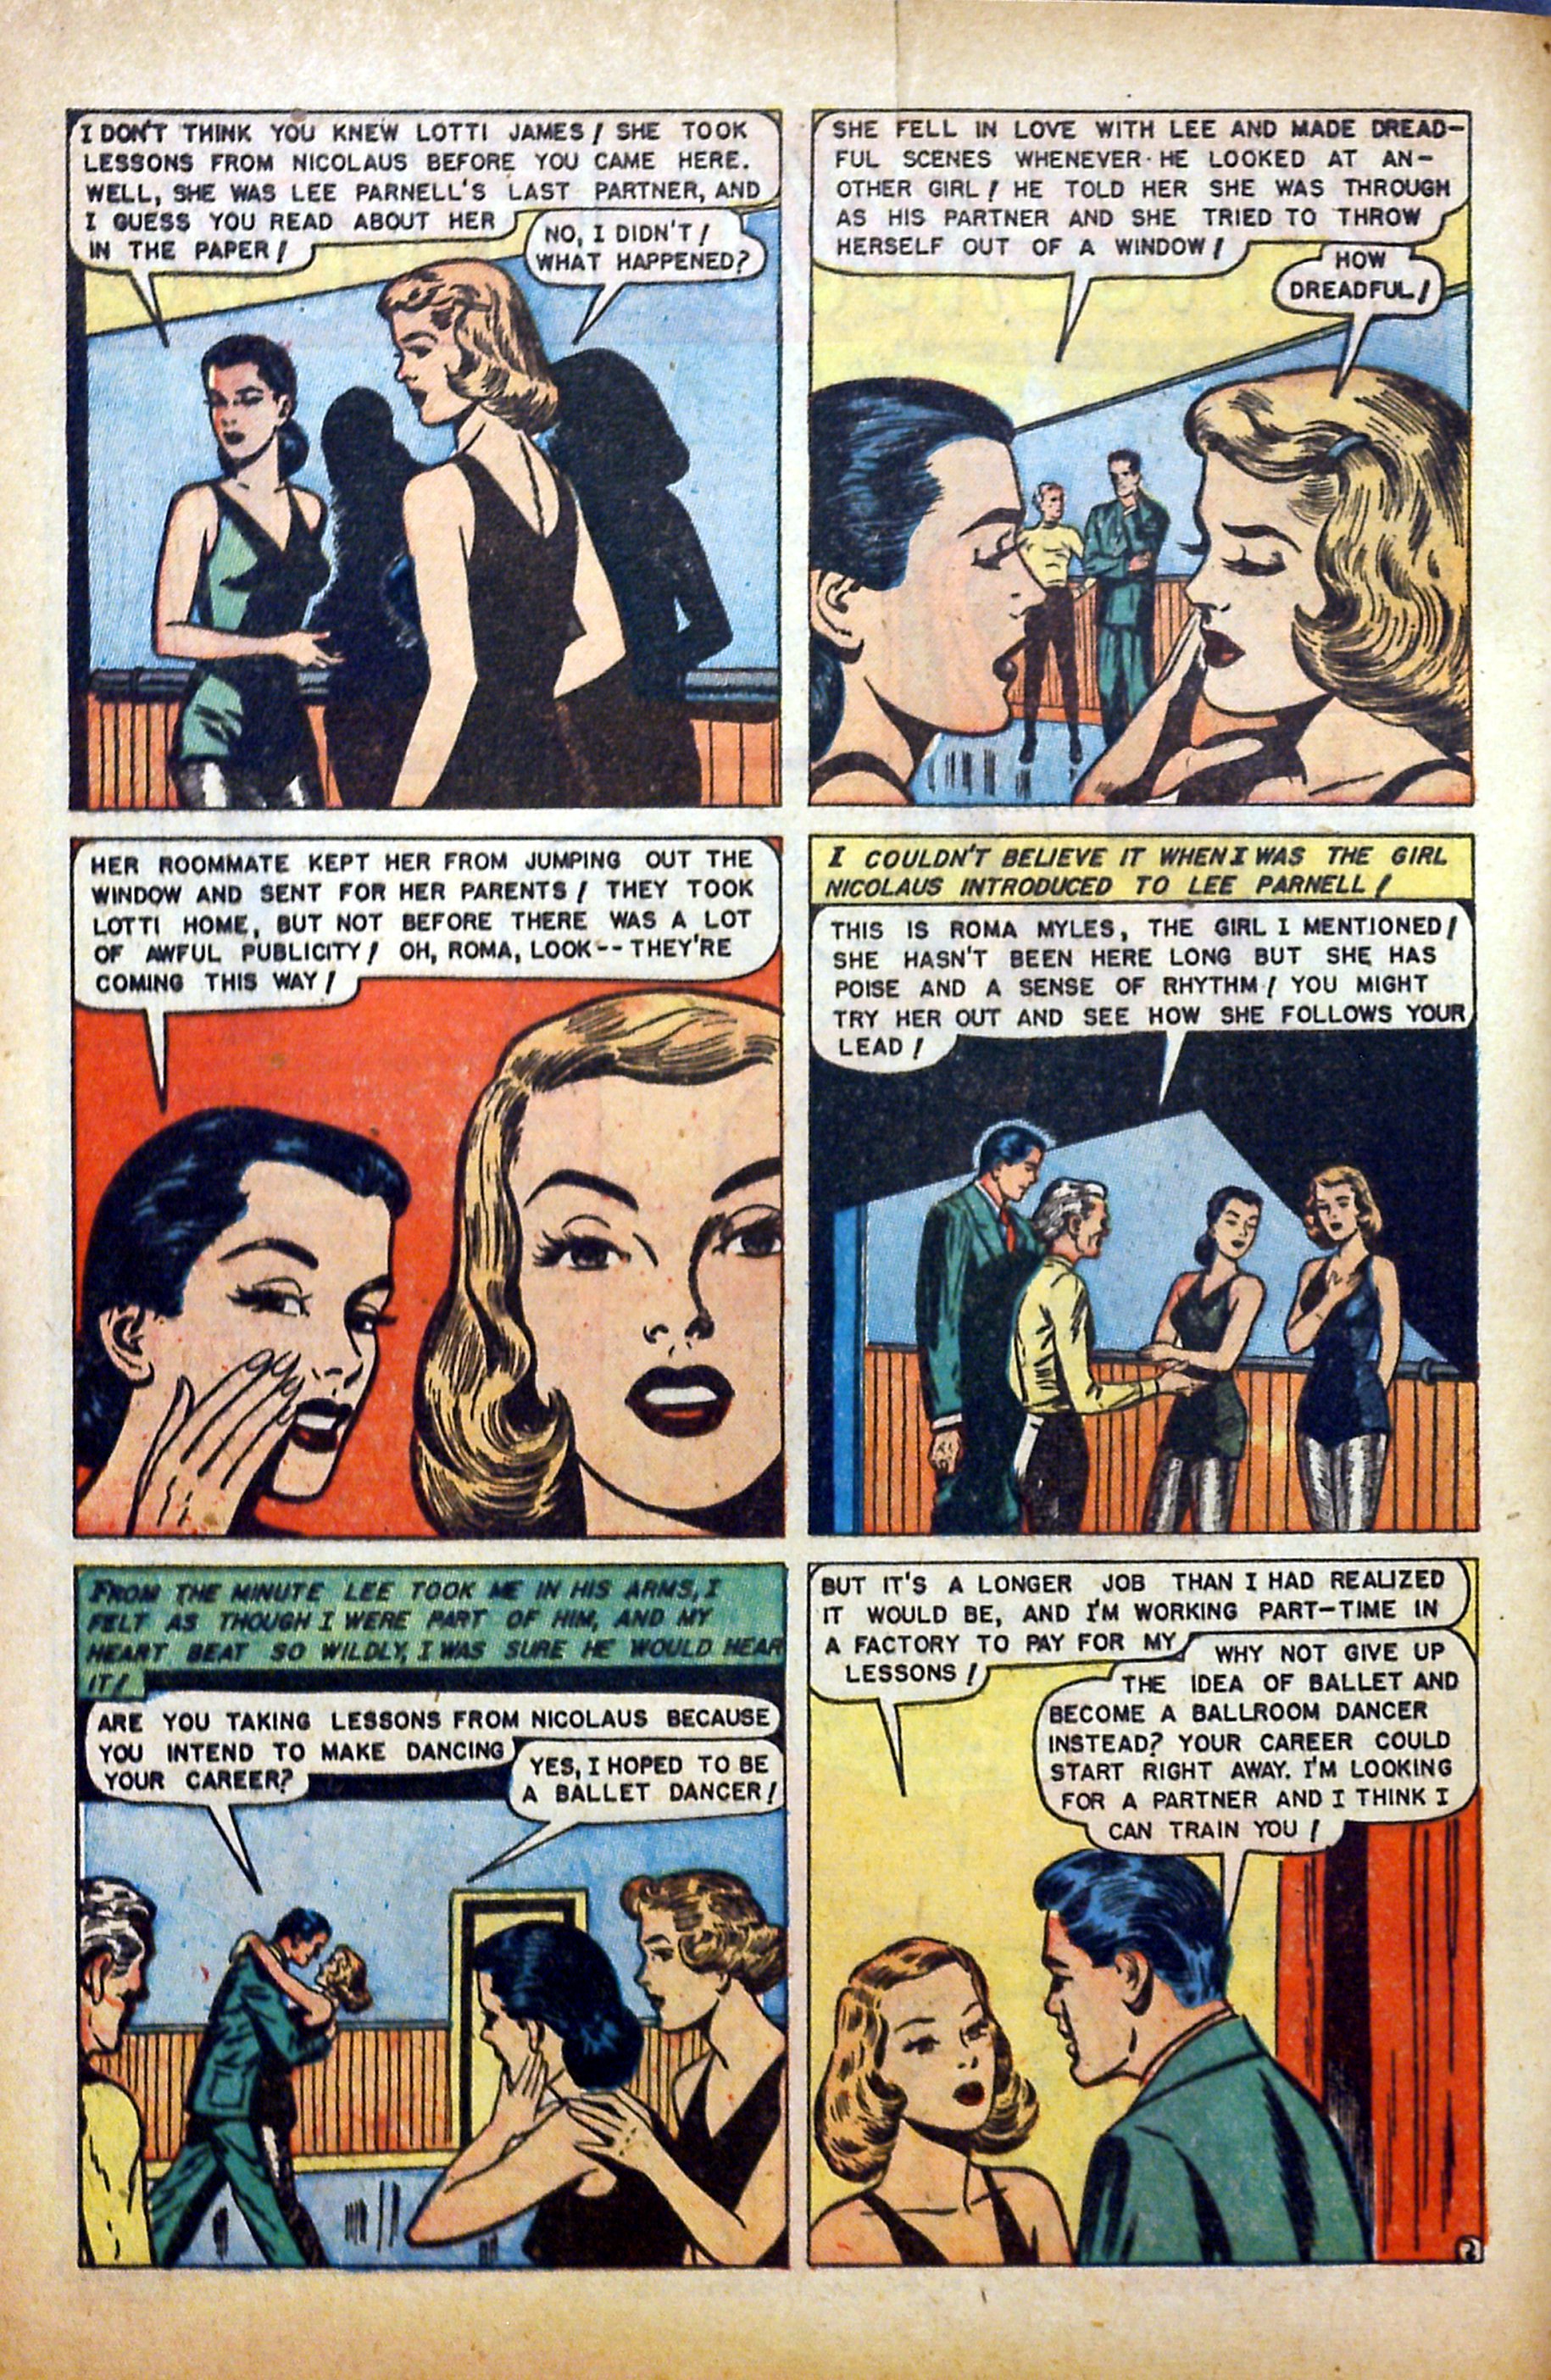 I DON'T THINK YOU KNEW LOTTI JAMES! SHE TOOK
LESSONS FROM NICOLAUS BEFORE YOU CAME HERE.
WELL, SHE WAS LEE PARNELL'S LAST PARTNER, AND
I GUESS YOU READ ABOUT HER
IN THE PAPER!
NO, I DIDN'T!
WHAT HAPPENED?
SHE FELL IN LOVE WITH LEE AND MADE DREAD-
FUL SCENES WHENEVER HE LOOKED AT AN-
OTHER GIRL! HE TOLD HER SHE WAS THROUGH
AS HIS PARTNER AND SHE TRIED TO THROW
HERSELF OUT OF A WINDOW!
HOW
DREADFUL!
HER ROOMMATE KEPT HER FROM JUMPING OUT THE
WINDOW AND SENT FOR HER PARENTS! THEY TOOK
LOTTI HOME, BUT NOT BEFORE THERE WAS A LOT
OF AWFUL PUBLICITY! OH, ROMA, LOOK--THEY'RE
COMING THIS WAY!
I COULDN'T BELIEVE IT WHEN I WAS THE GIRL
NICOLAUS INTRODUCED TO LEE PARNELL!
THIS IS ROMA MYLES, THE GIRL I MENTIONED!
SHE HASN'T BEEN HERE LONG BUT SHE HAS
POISE AND A SENSE OF RHYTHM! YOU MIGHT
TRY HER OUT AND SEE HOW SHE FOLLOWS YOUR
LEAD!
FROM THE MINUTE LEE TOOK ME IN HIS ARMS, I
FELT AS THOUGH I WERE PART OF HIM, AND MY
HEART BEAT SO WILDLY, I WAS SURE HE WOULD HEAR
IT!
ARE YOU TAKING LESSONS FROM NICOLAUS BECAUSE
YOU INTEND TO MAKE DANCING
YOUR CAREER?
YES, I HOPED TO BE
A BALLET DANCER!
BUT IT'S A LONGER JOB THAN I HAD REALIZED
IT WOULD BE, AND I'M WORKING PART-TIME IN
A FACTORY TO PAY FOR MY
LESSONS!
WHY NOT GIVE UP
THE IDEA OF BALLET AND
BECOME A BALLROOM DANCER
INSTEAD? YOUR CAREER COULD
START RIGHT AWAY. I'M LOOKING
FOR A PARTNER AND I THINK I
CAN TRAIN YOU!
2